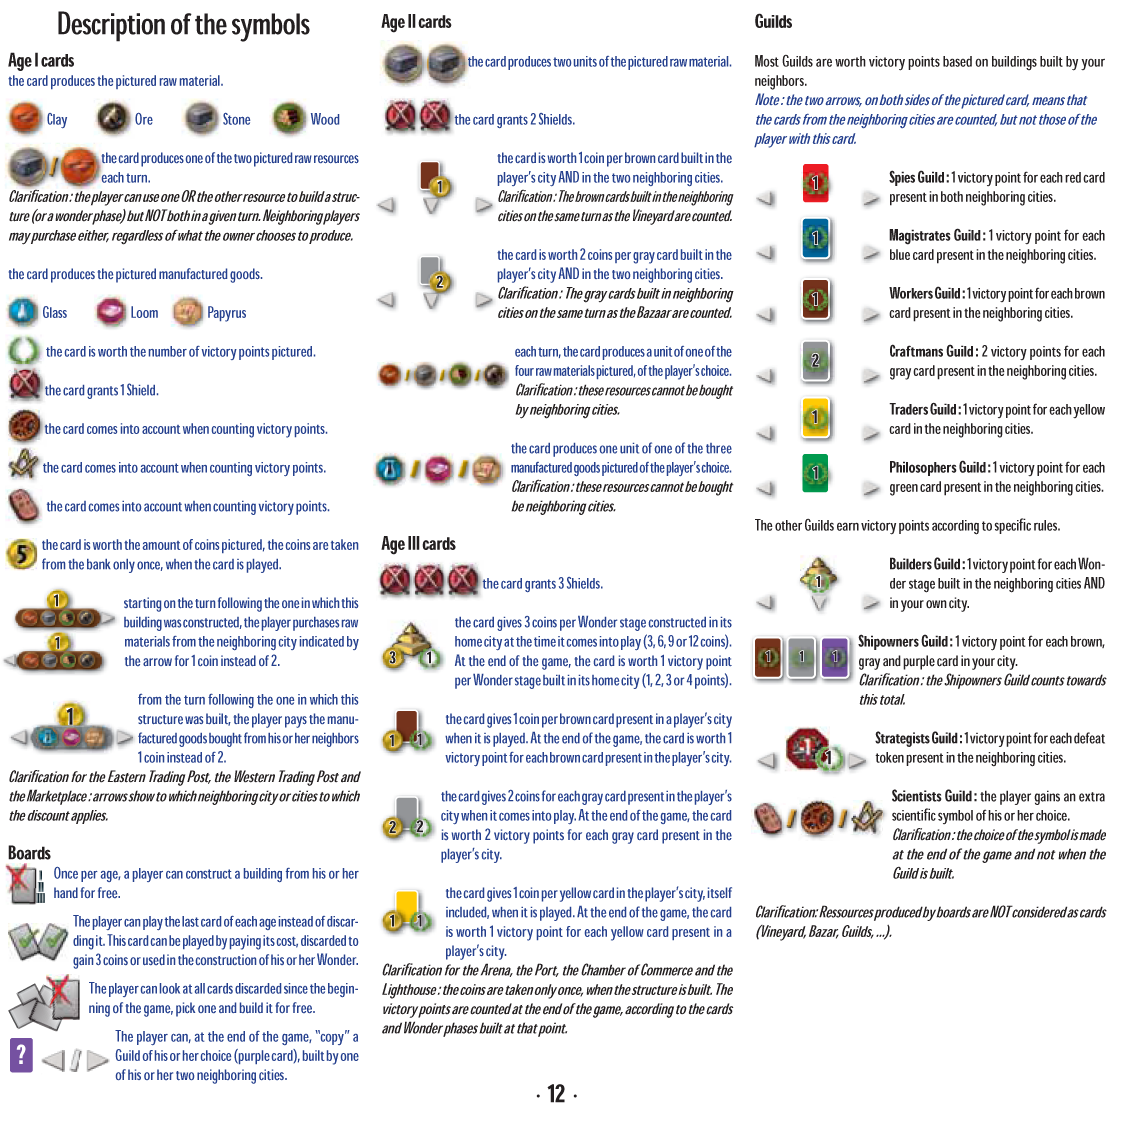 Description of the symbols
Age I cards
the card produces the pictured raw material.
Clay
Ore
Stone
Wood
the card produces one of the two pictured raw resources
each turn.
Clarification : the player can use one OR the other resource to build a struc-
ture (or a wonder phase) but NOT both in a given turn. Neighboring players
may purchase either, regardless of what the owner chooses to produce.
the card produces the pictured manufactured goods.
Glass
Loom
Papyrus
the card is worth the number of victory points pictured.
the card grants 1 Shield.
the card comes into account when counting victory points.
the card comes into account when counting victory points.
the card comes into account when counting victory points.
5
the card is worth the amount of coins pictured, the coins are taken
from the bank only once, when the card is played.
1
1
starting on the turn following the one in which this
building was constructed, the player purchases raw
materials from the neighboring city indicated by
the arrow for 1 coin instead of 2.
1
from the turn following the one in which this
structure was built, the player pays the manu-
factured goods bought from his or her neighbors
1 coin instead of 2.
Clarification for the Eastern Trading Post, the Western Trading Post and
the Marketplace : arrows show to which neighboring city or cities to which
the discount applies.
Boards
I
II
III
Once per age, a player can construct a building from his or her
hand for free.
The player can play the last card of each age instead of discar-
ding it. This card can be played by paying its cost, discarded to
gain 3 coins or used in the construction of his or her Wonder.
The player can look at all cards discarded since the begin-
ning of the game, pick one and build it for free.
?
/
The player can, at the end of the game, "copy" a
Guild of his or her choice (purple card), built by one
of his or her two neighboring cities.
Age II cards
the card produces two units of the pictured raw material.
the card grants 2 Shields.
1
the card is worth 1 coin per brown card built in the
player's city AND in the two neighboring cities.
Clarification : The brown cards built in the neighboring
cities on the same turn as the Vineyard are counted.
2
the card is worth 2 coins per gray card built in the
player's city AND in the two neighboring cities.
Clarification : The gray cards built in neighboring
cities on the same turn as the Bazaar are counted.
each turn, the card produces a unit of one of the
four raw materials pictured, of the player's choice.
Clarification : these resources cannot be bought
by neighboring cities.
the card produces one unit of one of the three
manufactured goods pictured of the player's choice.
Clarification : these resources cannot be bought
be neighboring cities.
Age III cards
the card grants 3 Shields.
3 1
the card gives 3 coins per Wonder stage constructed in its
home city at the time it comes into play (3, 6, 9 or 12 coins).
At the end of the game, the card is worth 1 victory point
per Wonder stage built in its home city (1, 2, 3 or 4 points).
1 1
the card gives 1 coin per brown card present in a player's city
when it is played. At the end of the game, the card is worth 1
victory point for each brown card present in the player's city.
2 2
the card gives 2 coins for each gray card present in the player's
city when it comes into play. At the end of the game, the card
is worth 2 victory points for each gray card present in the
player's city.
1 1
the card gives 1 coin per yellow card in the player's city, itself
included, when it is played. At the end of the game, the card
is worth 1 victory point for each yellow card present in a
player's city.
Clarification for the Arena, the Port, the Chamber of Commerce and the
Lighthouse : the coins are taken only once, when the structure is built. The
victory points are counted at the end of the game, according to the cards
and Wonder phases built at that point.
Guilds
Most Guilds are worth victory points based on buildings built by your
neighbors.
Note : the two arrows, on both sides of the pictured card, means that
the cards from the neighboring cities are counted, but not those of the
player with this card.
1
Spies Guild : 1 victory point for each red card
present in both neighboring cities.
1
Magistrates Guild : 1 victory point for each
blue card present in the neighboring cities.
1
Workers Guild : 1 victory point for each brown
card present in the neighboring cities.
2
Craftmans Guild : 2 victory points for each
gray card present in the neighboring cities.
1
Traders Guild : 1 victory point for each yellow
card in the neighboring cities.
1
Philosophers Guild : 1 victory point for each
green card present in the neighboring cities.
The other Guilds earn victory points according to specific rules.
1
Builders Guild : 1 victory point for each Won-
der stage built in the neighboring cities AND
in your own city.
1 1 1
Shipowners Guild : 1 victory point for each brown,
gray and purple card in your city.
Clarification : the Shipowners Guild counts towards
this total.
-1 1
Strategists Guild : 1 victory point for each defeat
token present in the neighboring cities.
Scientists Guild : the player gains an extra
scientific symbol of his or her choice.
Clarification : the choice of the symbol is made
at the end of the game and not when the
Guild is built.
Clarification: Ressources produced by boards are NOT considered as cards
(Vineyard, Bazar, Guilds, ...).
· 12 ·